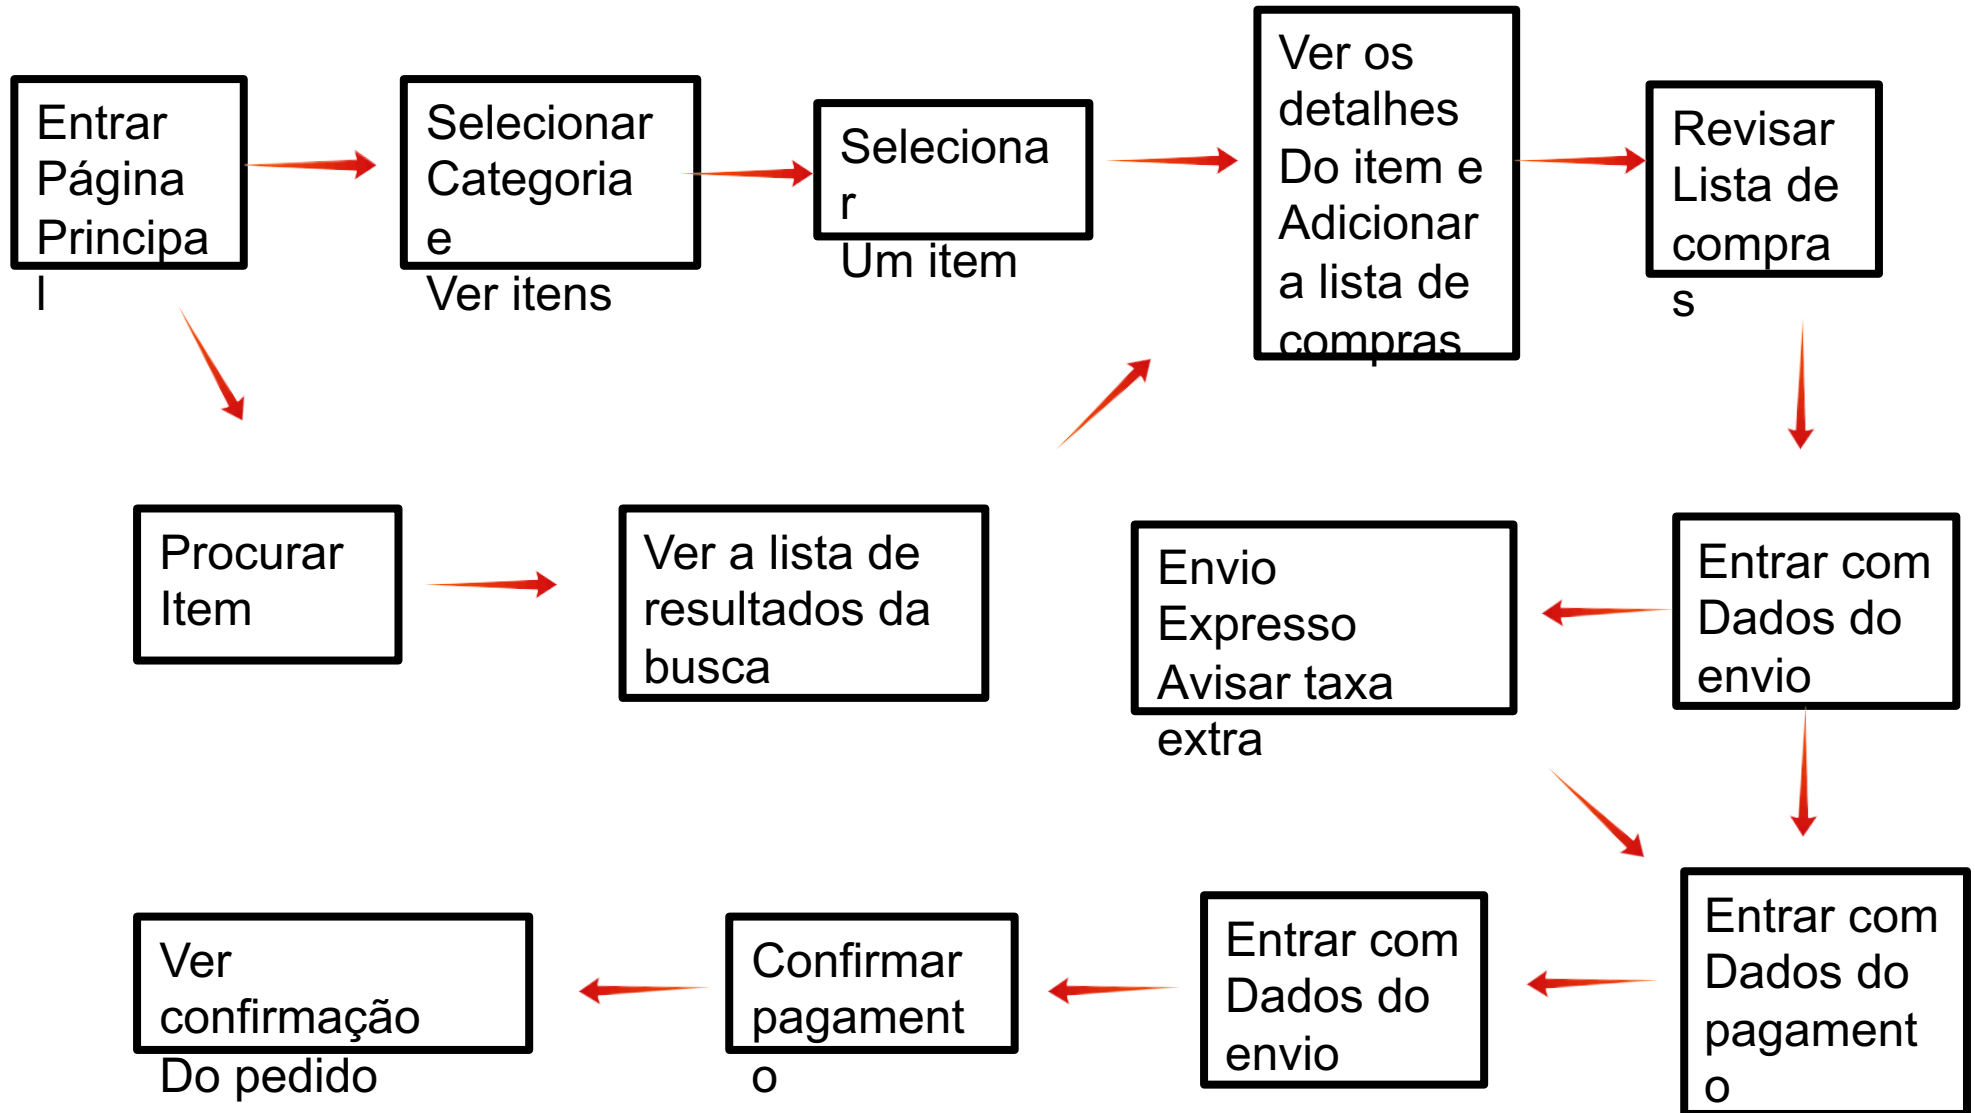 Entrar
Página
Principa
l
Selecionar
Categoria
e
Ver itens
Seleciona
r
Um item
Ver os
detalhes
Do item e
Adicionar
a lista de
compras
Revisar
Lista de
compra
s
Procurar
Item
Ver a lista de
resultados da
busca
Envio
Expresso
Avisar taxa
extra
Entrar com
Dados do
envio
Ver
confirmação
Do pedido
Confirmar
pagament
o
Entrar com
Dados do
envio
Entrar com
Dados do
pagament
o